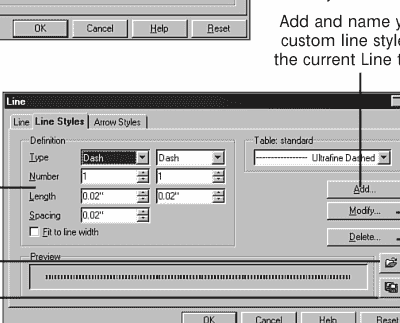 OK Cancel Help Reset
Add and name
custom line
the current Line
Line
Line Line Styles Arrow Styles
Definition
Table: standard
Type Dash Dash
Ultrafine Dashed
Number 1 1
Add...
Length 0.02" 0.02"
Modify...
Spacing 0.02"
Fit to line width
Delete...
Preview
OK Cancel Help Reset